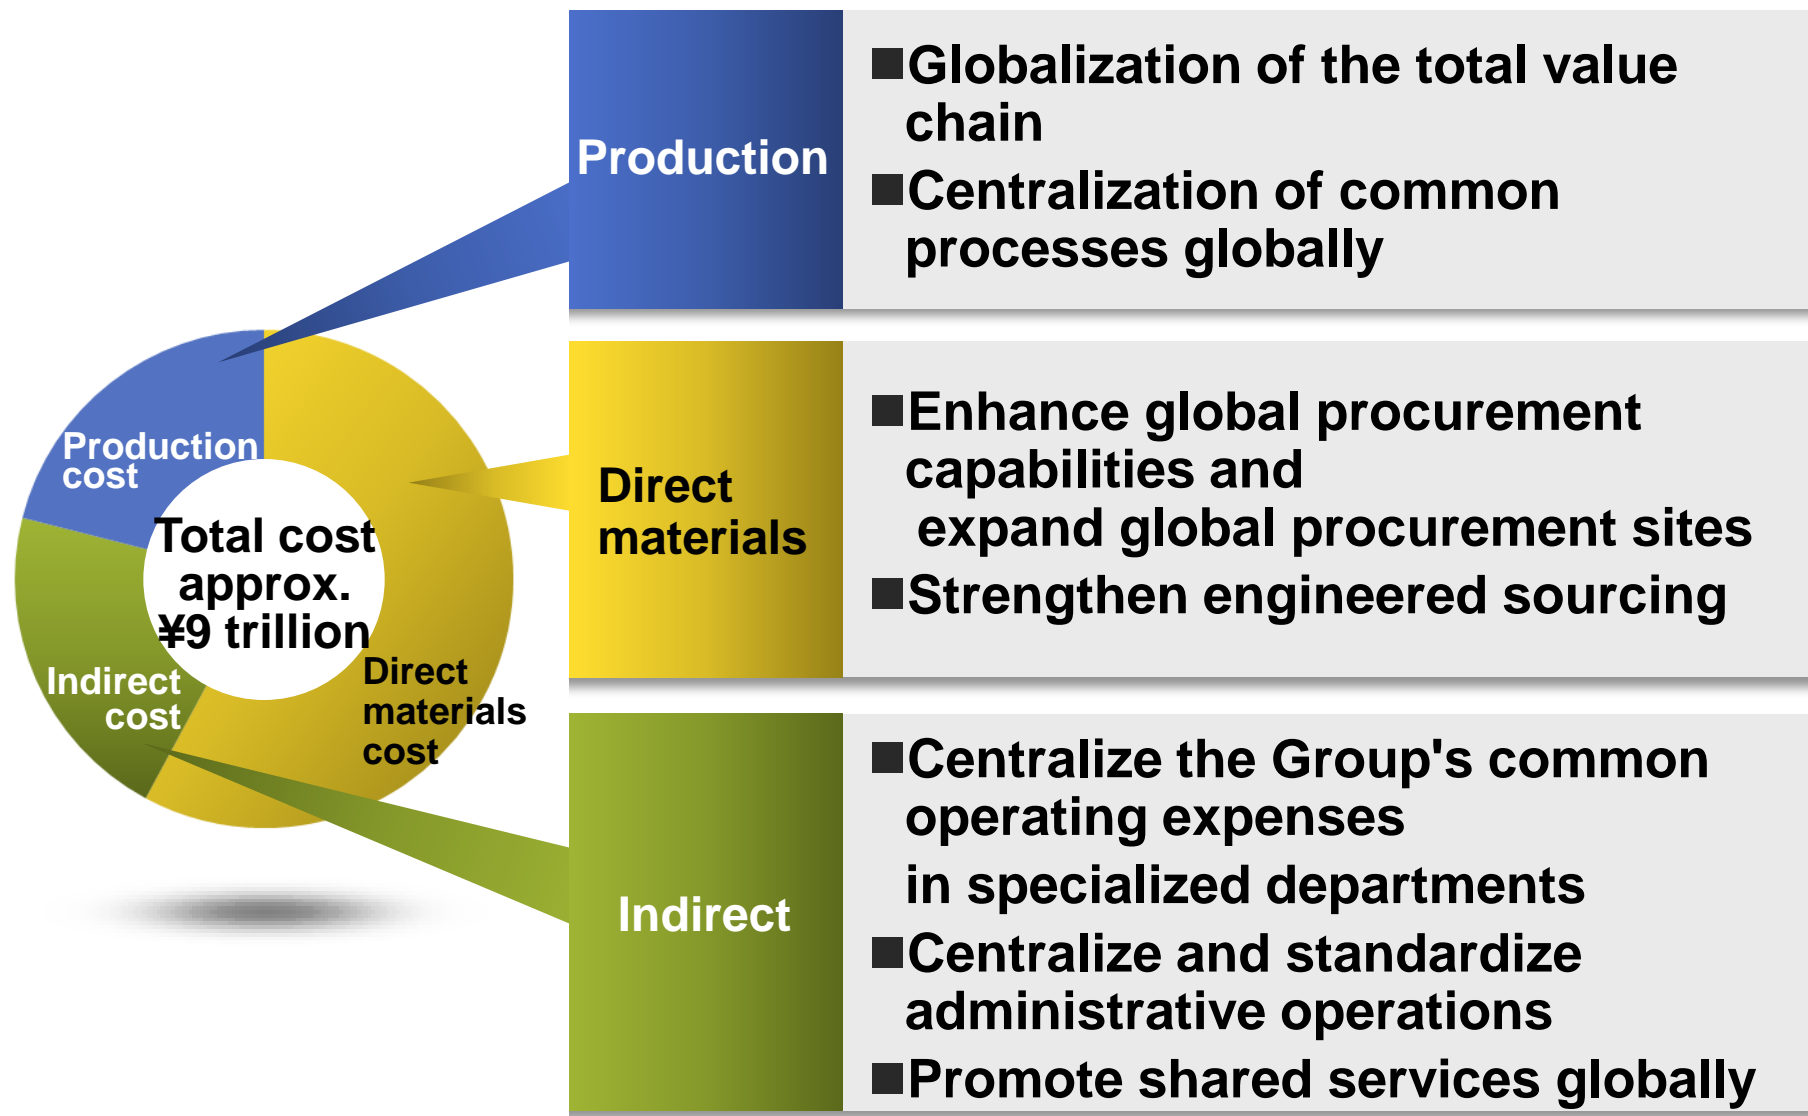 Production
cost
Total cost
approx.
¥9 trillion
Indirect
cost
Direct
materials
cost
Production
■Globalization of the total value
chain
■Centralization of common
processes globally
Direct
materials
■Enhance global procurement
capabilities and
expand global procurement sites
■Strengthen engineered sourcing
Indirect
■Centralize the Group's common
operating expenses
in specialized departments
■Centralize and standardize
administrative operations
■Promote shared services globally